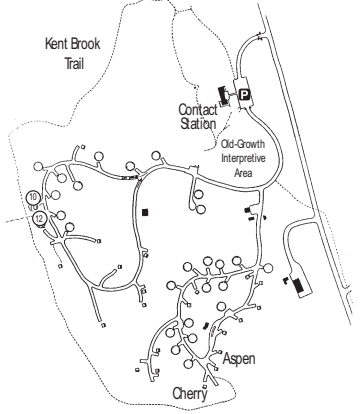 Kent Brook
Trail
P
Contact
Station
Old-Growth
Interpretive
Area
10
12
Aspen
Cherry